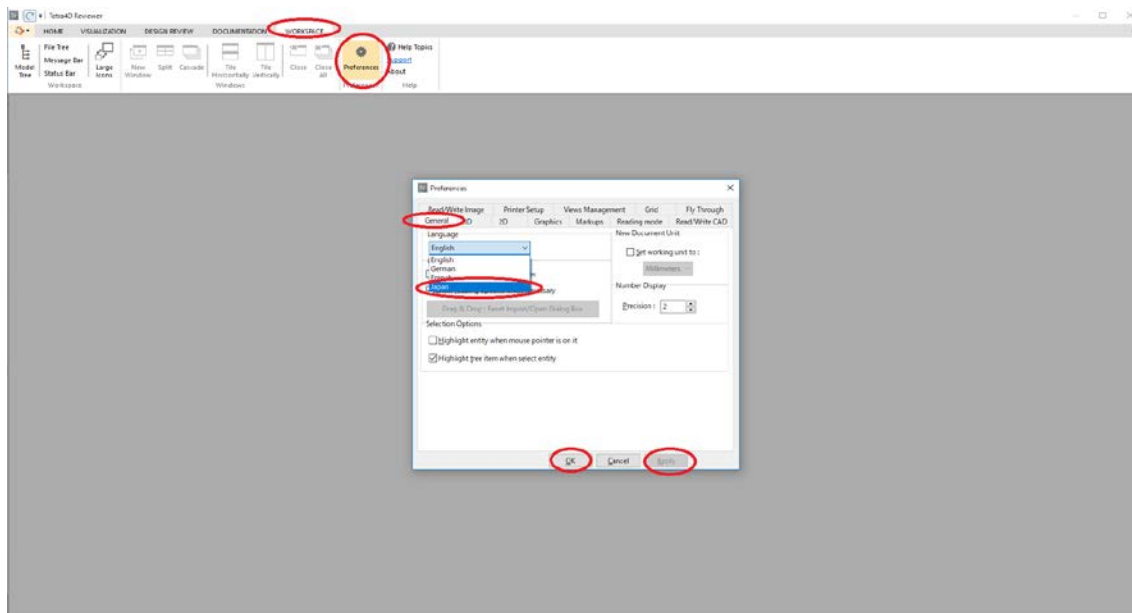 Tetra4D Reviewer
HOME VISUALIZATION DESIGN REVIEW DOCUMENTATION WORKSPACE
Model Tree
File Tree
Message Bar
Status Bar
Large Icons
Workspace
New Window
Split
Cascade
Tile Horizontally
Tile Vertically
Close
Close All
Windows
Preferences
Help Topics
Support
About
Help
Preferences
Read/Write Image Printer Setup Views Management Grid Fly Through
General 2D Graphics Markups Reading mode Read/Write CAD
Language
English
English
German
Japan
Drag & Drop : Reset Import/Open Dialog Box
New Document Unit
Set working unit to :
Millimeters
Number Display
Precision : 2
Selection Options
Highlight entity when mouse pointer is on it
Highlight tree item when select entity
OK Cancel Apply